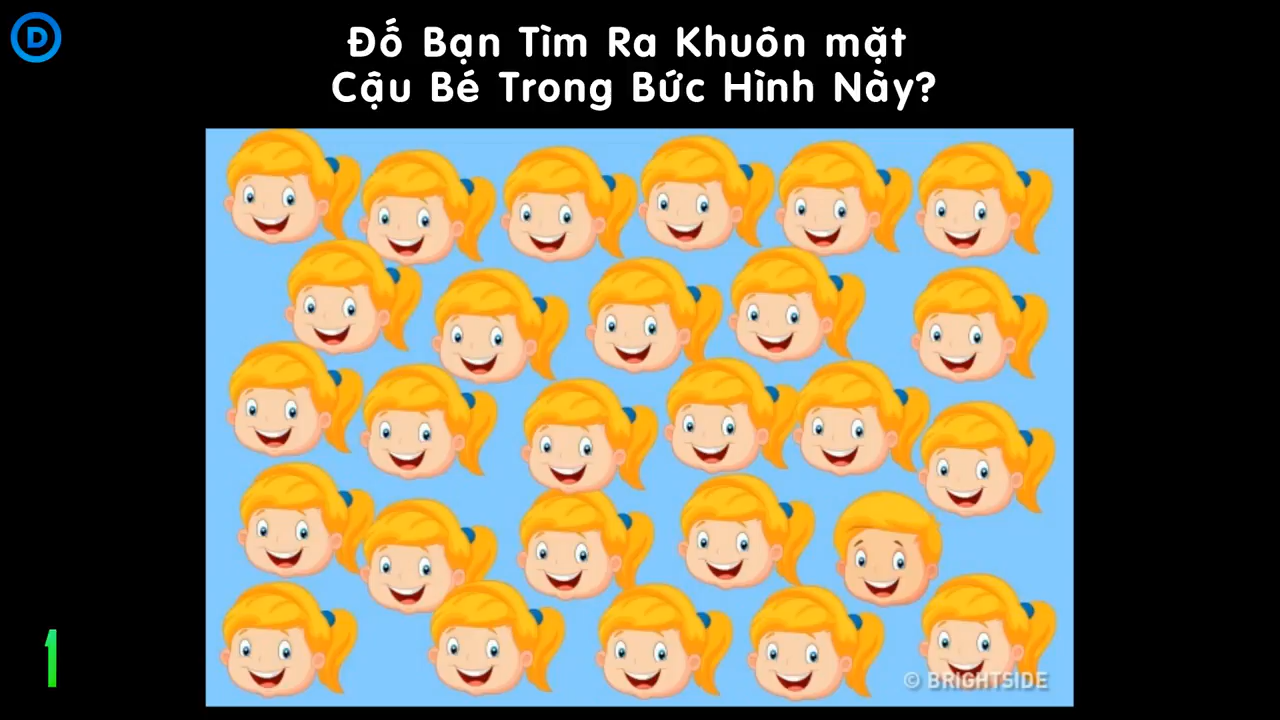 D
Đố Bạn Tìm Ra Khuôn mặt
Cậu Bé Trong Bức Hình Này?
1
© BRIGHTSIDE